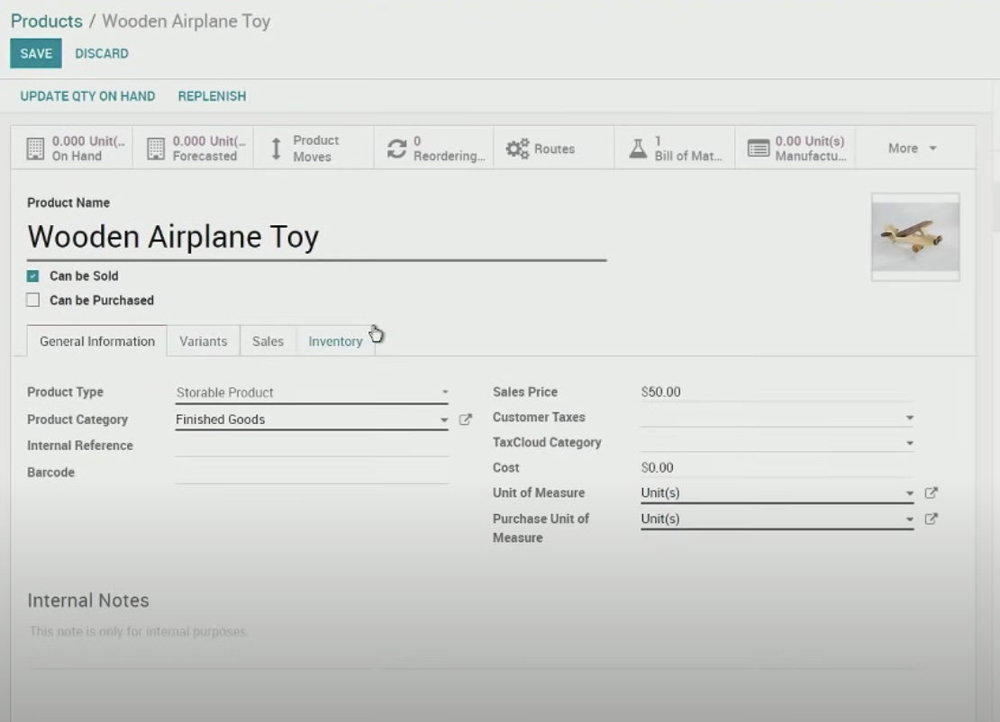 Products / Wooden Airplane Toy
SAVE DISCARD
UPDATE QTY ON HAND REPLENISH
0.000 Unit(...
On Hand
0.000 Unit(...
Forecasted
Product
Moves
0
Reordering...
Routes
1
Bill of Mat...
0.00 Unit(s)
Manufactu...
More
Product Name
Wooden Airplane Toy
Can be Sold
Can be Purchased
General Information Variants Sales Inventory
Product Type Storable Product
Product Category Finished Goods
Internal Reference
Barcode
Sales Price $50.00
Customer Taxes
TaxCloud Category
Cost $0.00
Unit of Measure Unit(s)
Purchase Unit of Unit(s)
Measure
Internal Notes
This note is only for internal purposes.